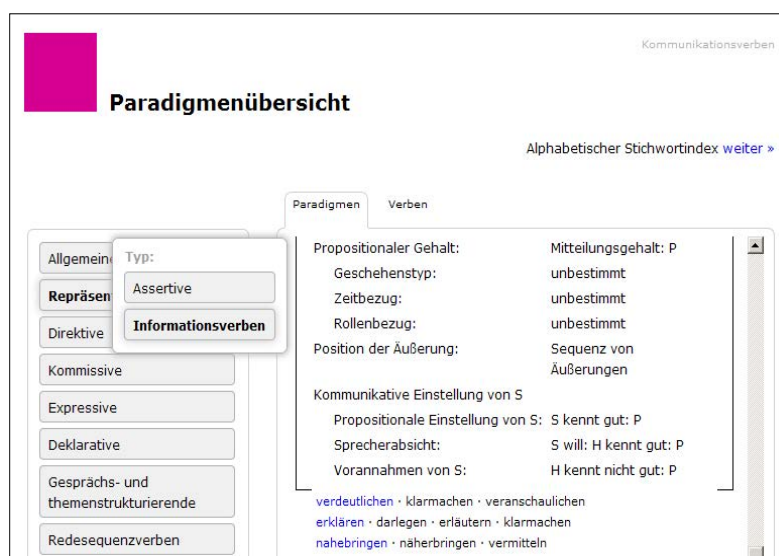 Kommunikationsverben
Paradigmenübersicht
Alphabetischer Stichwortindex weiter »
Paradigmen Verben
Typ:
Assertive
Informationsverben
Direktive
Kommissive
Expressive
Deklarative
Gesprächs- und
themenstrukturierende
Redesequenzverben
Propositionaler Gehalt: Mitteilungsgehalt: P
Geschehenstyp: unbestimmt
Zeitbezug: unbestimmt
Rollenbezug: unbestimmt
Position der Äußerung: Sequenz von
Äußerungen
Kommunikative Einstellung von S
Propositionale Einstellung von S: S kennt gut: P
Sprecherabsicht: S will: H kennt gut: P
Vorannahmen von S: H kennt nicht gut: P
verdeutlichen · klarmachen · veranschaulichen
erklären · darlegen · erläutern · klarmachen
nahebringen · näherbringen · vermitteln